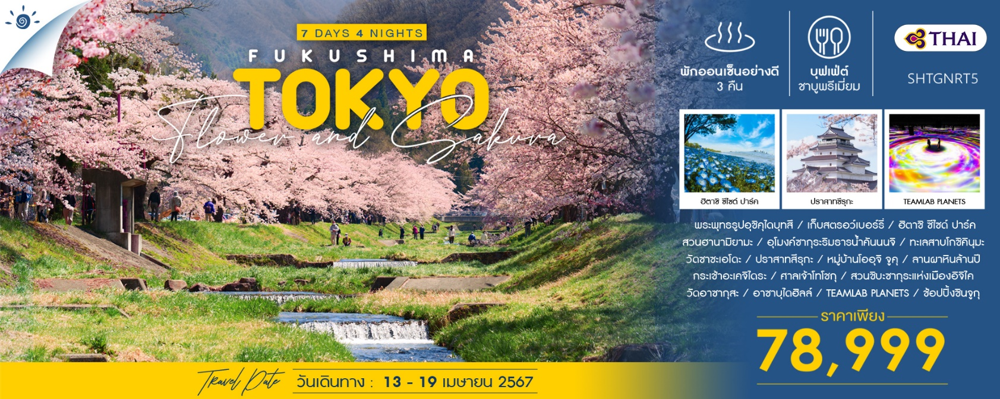 7 DAYS 4 NIGHTS
FUKUSHIMA
TOKYO
Flower and Sakura
พักออนเซ็นอย่างดี
3 คืน
บุฟเฟ่ต์
ชาบูพรีเมี่ยม
THAI
SHTGNRT5
ฮิตาชิ ซีไซด์ ปาร์ค
ปราสาทซึรุกะ
TEAMLAB PLANETS
พระพุทธรูปอุชิคุไดบุทสึ / เก็บสตรอว์เบอร์รี่ / ฮิตาชิ ซีไซด์ ปาร์ค
สวนฮานามิยามะ / อุโมงค์ซากุระริมธารน้ำคันนนจิ / ทะเลสาบโกชิคินุมะ
วัดซาซะเอโดะ / ปราสาทสึรุกะ / หมู่บ้านโออุจิ จูคุ / ลานผาหินล้านปี
กระเช้าอะเคจิไดระ / ศาลเจ้าโทโชกุ / สวนชิบะซากุระแห่งเมืองอิจิไค
วัดอาซากุสะ / อาซาบุไดฮิลล์ / TEAMLAB PLANETS / ช้อปปิ้งชินจูกุ
ราคาเพียง
78,999
Travel Date วันเดินทาง : 13 - 19 เมษายน 2567